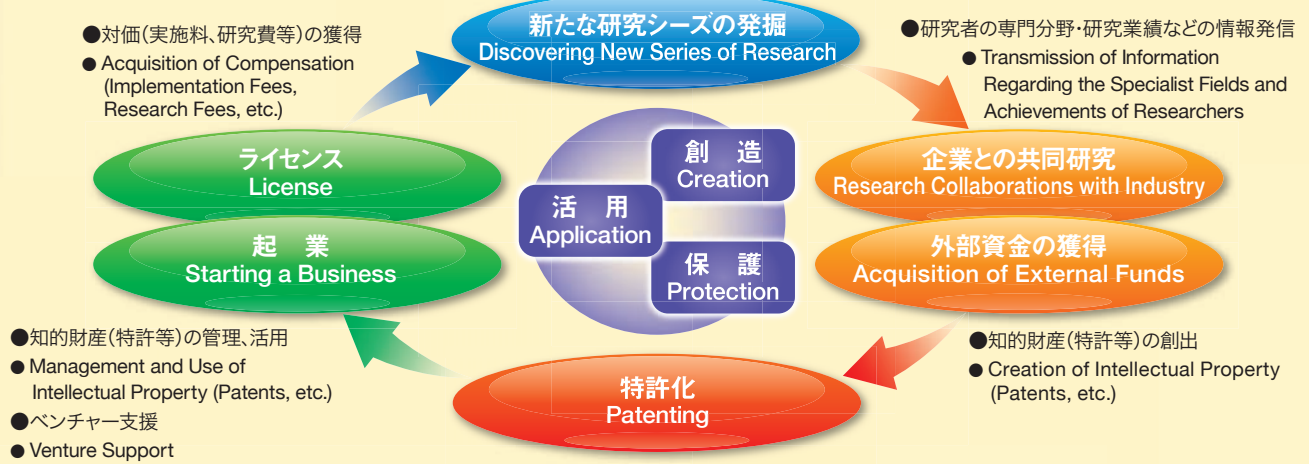 新たな研究シーズの発掘
Discovering New Series of Research
●対価(実施料、研究費等)の獲得
● Acquisition of Compensation
(Implementation Fees,
Research Fees, etc.)
●研究者の専門分野・研究業績などの情報発信
● Transmission of Information
Regarding the Specialist Fields and
Achievements of Researchers
ライセンス
License
起 業
Starting a Business
創 造
Creation
活 用
Application
保 護
Protection
企業との共同研究
Research Collaborations with Industry
外部資金の獲得
Acquisition of External Funds
●知的財産(特許等)の管理、活用
● Management and Use of
Intellectual Property (Patents, etc.)
●ベンチャー支援
● Venture Support
特許化
Patenting
●知的財産(特許等)の創出
● Creation of Intellectual Property
(Patents, etc.)